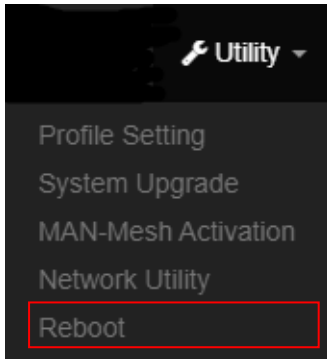 Utility
Profile Setting
System Upgrade
MAN-Mesh Activation
Network Utility
Reboot